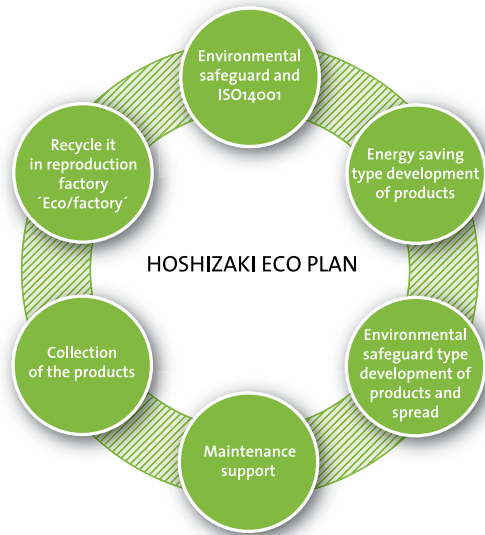 Environmental
safeguard and
ISO14001
Energy saving
type development
of products
Environmental
safeguard type
development of
products and
spread
Maintenance
support
Collection
of the products
Recycle it
in reproduction
factory
´Eco/factory´
HOSHIZAKI ECO PLAN